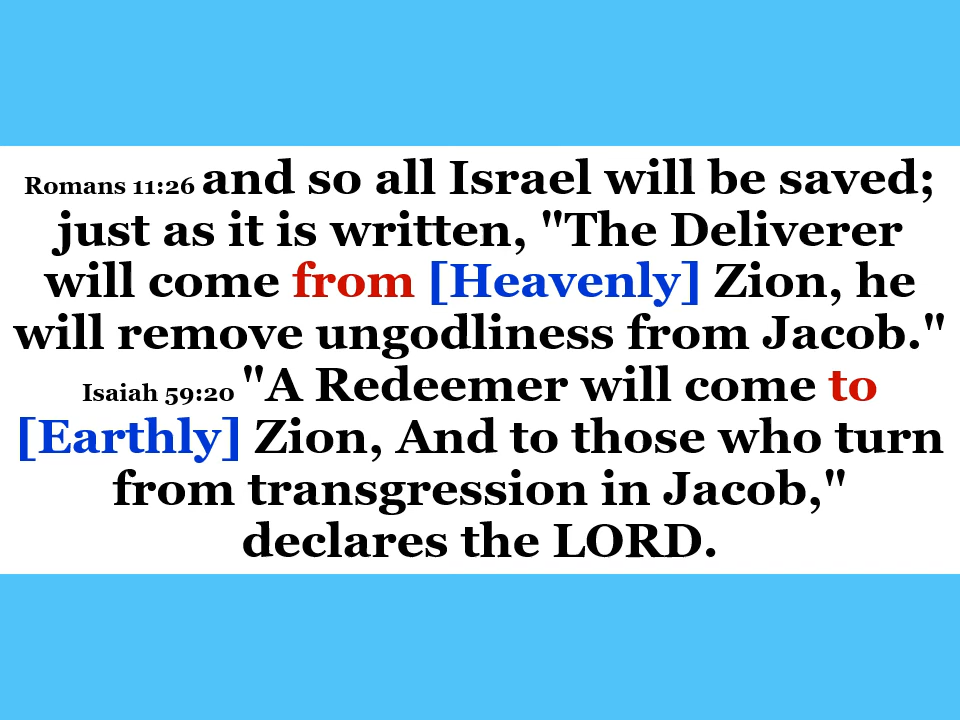 Romans 11:26 and so all Israel will be saved;
just as it is written, "The Deliverer
will come from [Heavenly] Zion, he
will remove ungodliness from Jacob."
Isaiah 59:20 "A Redeemer will come to
[Earthly] Zion, And to those who turn
from transgression in Jacob,"
declares the LORD.